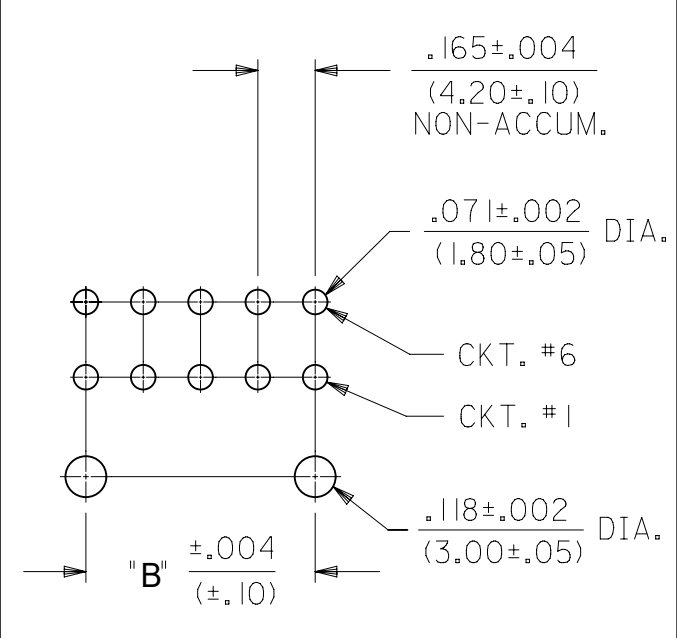 .165±.004
(4.20±.10)
NON-ACCUM.
.071±.002
(1.80±.05)
DIA.
CKT. #6
CKT. #1
.118±.002
(3.00±.05)
DIA.
"B"
±.004
(±.10)